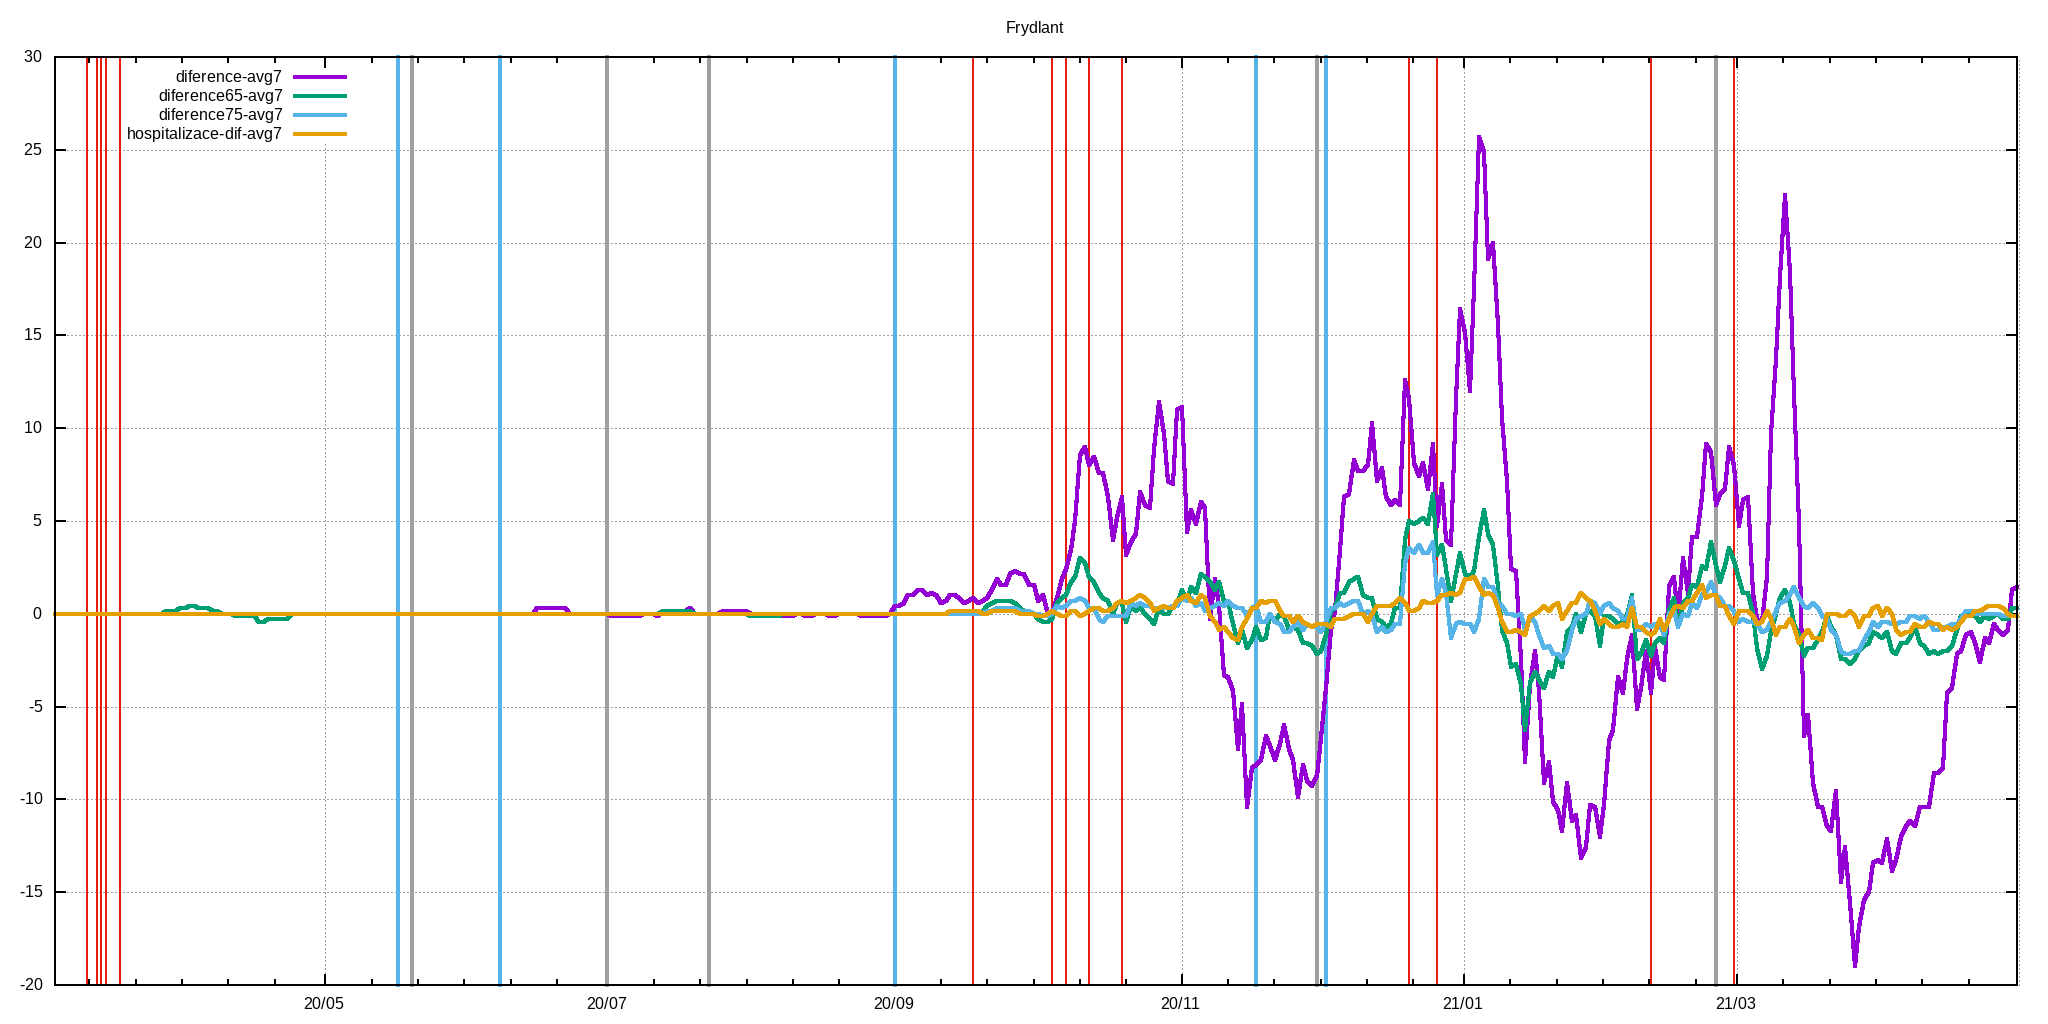 Frydlant
30
diference-avg7
diference65-avg7
diference75-avg7
hospitalizace-dif-avg7
25
20
15
10
5
0
-5
-10
-15
-20
20/05 20/07 20/09 20/11 21/01 21/03